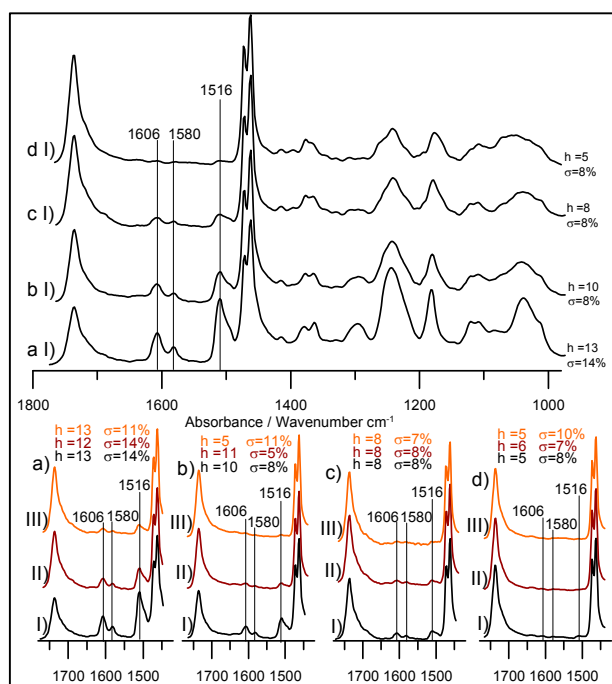 1516
1606 1580
d I)
h =5
σ=8%
c I)
h =8
σ=8%
b I)
h =10
σ=8%
a I)
h =13
σ=14%
1800 1600 1400 1200 1000
Absorbance / Wavenumber cm-1
a)
h =13 σ=11%
h =12 σ=14%
h =13 σ=14%
1516
1606
1580
III)
II)
I)
1700 1600 1500
b)
h =5 σ=11%
h =11 σ=5%
h =10 σ=8%
1516
1606
1580
III)
II)
I)
1700 1600 1500
c)
h =8 σ=7%
h =8 σ=8%
h =8 σ=8%
1516
1606 1580
III)
II)
I)
1700 1600 1500
d)
h =5 σ=10%
h =6 σ=7%
h =5 σ=8%
1516
1606
1580
III)
II)
I)
1700 1600 1500